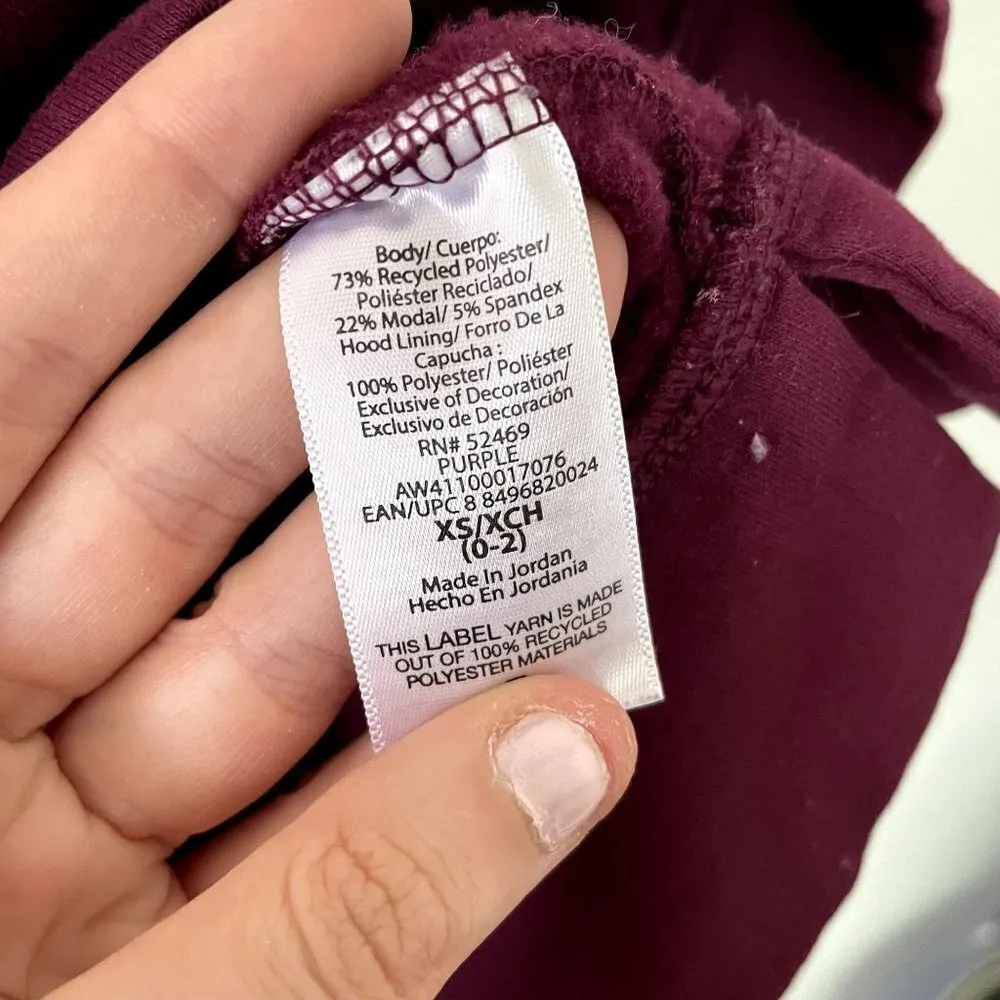 Body/ Cuerpo:
73% Recycled Polyester/
Poliéster Reciclado/
22% Modal/ 5% Spandex
Hood Lining/ Forro De La
Capucha :
100% Polyester/ Poliéster
Exclusive of Decoration/
Exclusivo de Decoración
RN# 52469
PURPLE
AW41100017076
EAN/UPC 8 8496820024
XS/XCH
(0-2)
Made In Jordan
Hecho En Jordania
THIS LABEL YARN IS MADE
OUT OF 100% RECYCLED
POLYESTER MATERIALS